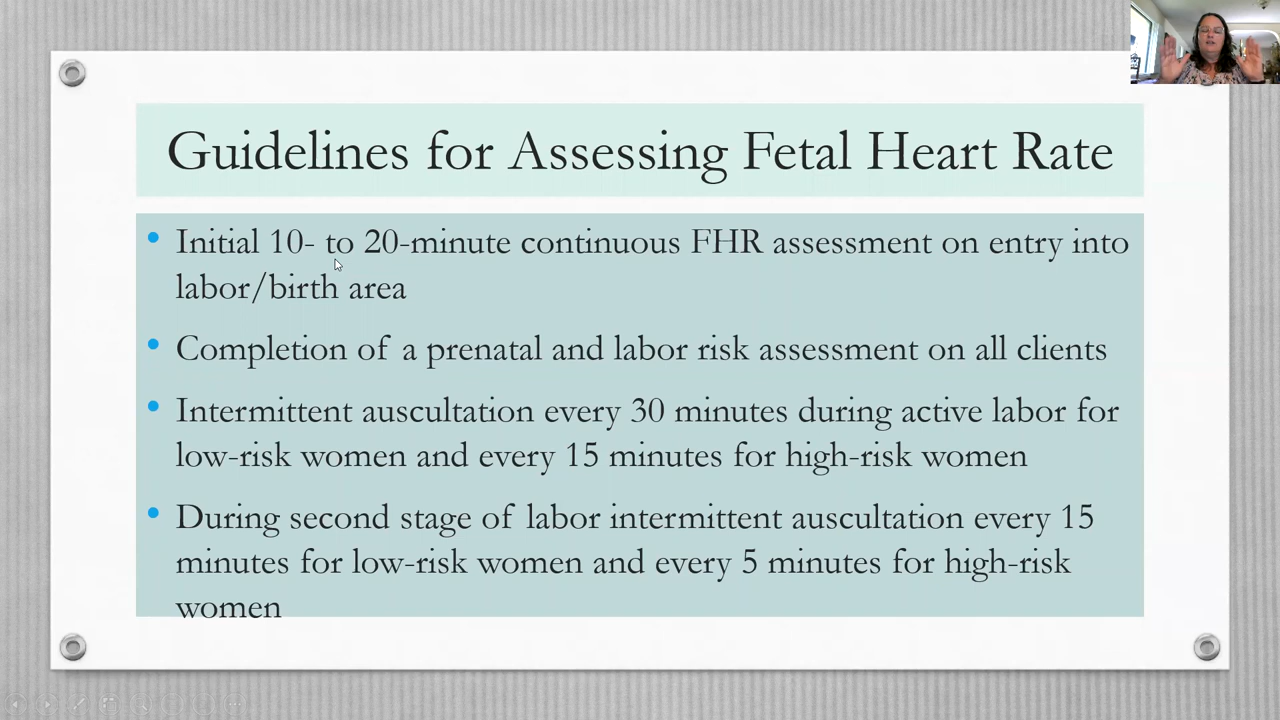 Guidelines for Assessing Fetal Heart Rate
Initial 10- to 20-minute continuous FHR assessment on entry into
labor/birth area
Completion of a prenatal and labor risk assessment on all clients
Intermittent auscultation every 30 minutes during active labor for
low-risk women and every 15 minutes for high-risk women
During second stage of labor intermittent auscultation every 15
minutes for low-risk women and every 5 minutes for high-risk
women